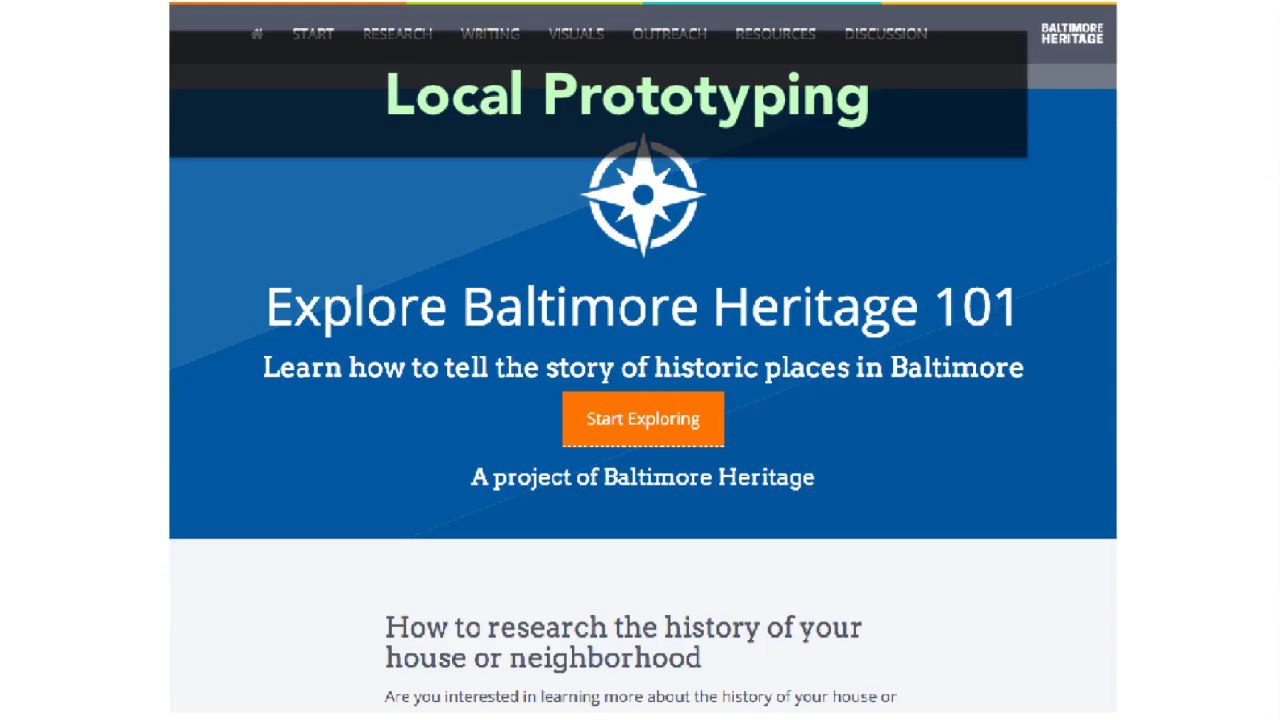 START RESEARCH WRITING VISUALS OUTREACH RESOURCES DISCUSSION
BALTIMORE
HERITAGE
Local Prototyping
Explore Baltimore Heritage 101
Learn how to tell the story of historic places in Baltimore
Start Exploring
A project of Baltimore Heritage
How to research the history of your
house or neighborhood
Are you interested in learning more about the history of your house or